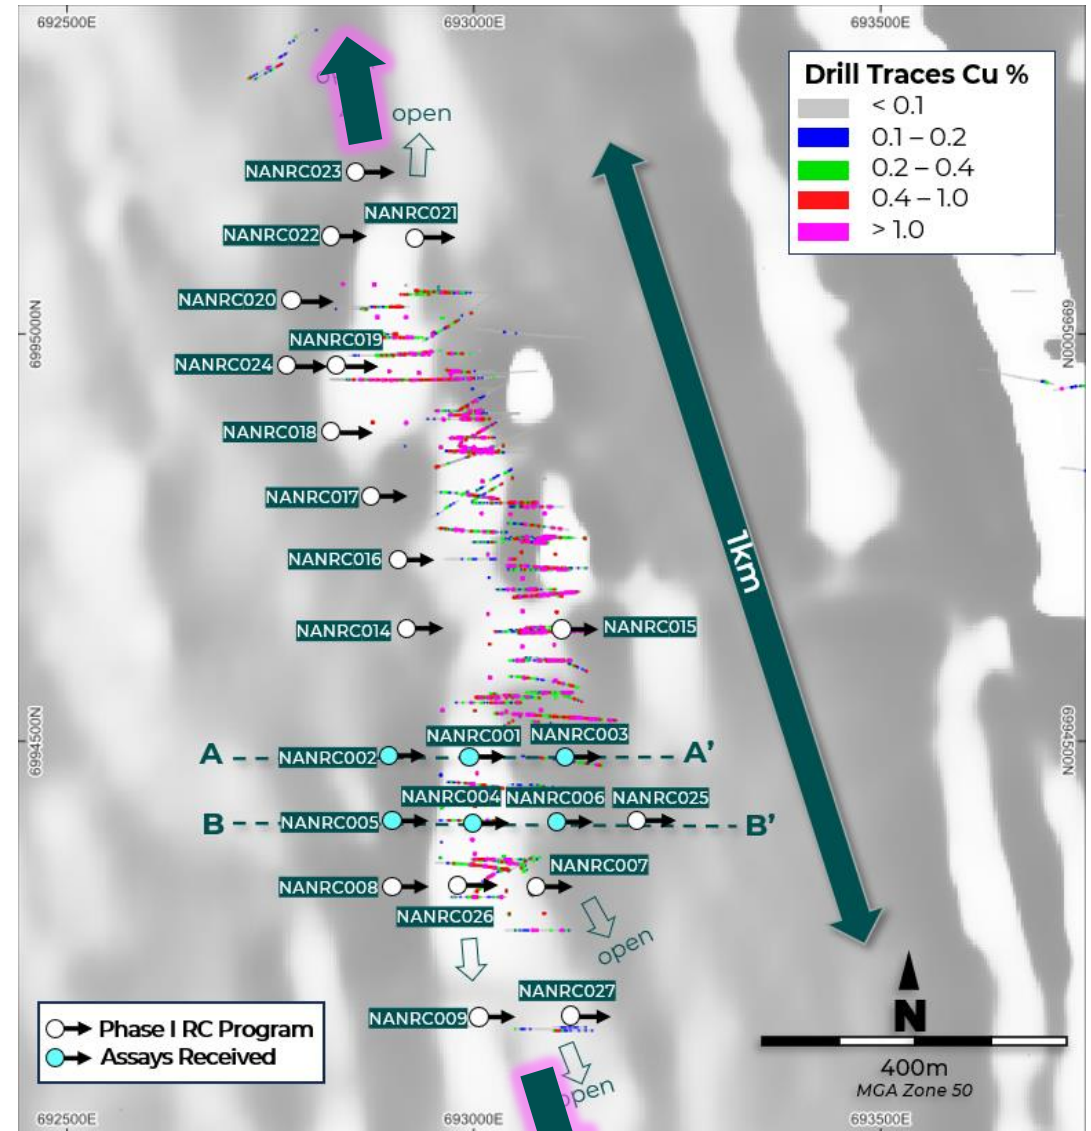 692500E
693000E
693500E
Drill Traces Cu %
< 0.1
0.1 – 0.2
0.2 – 0.4
0.4 – 1.0
> 1.0
open
NANRC023
NANRC021
NANRC022
NANRC020
6995000N
6995000N
NANRC019
NANRC024
NANRC018
NANRC017
NANRC016
1km
NANRC014
NANRC015
6994500N
6994500N
A
NANRC002
NANRC001
NANRC003
A’
NANRC004
NANRC006
NANRC025
B
NANRC005
B’
NANRC007
NANRC008
NANRC026
open
NANRC027
NANRC009
N
Phase I RC Program
Assays Received
400m
MGA Zone 50
open
692500E
693000E
693500E